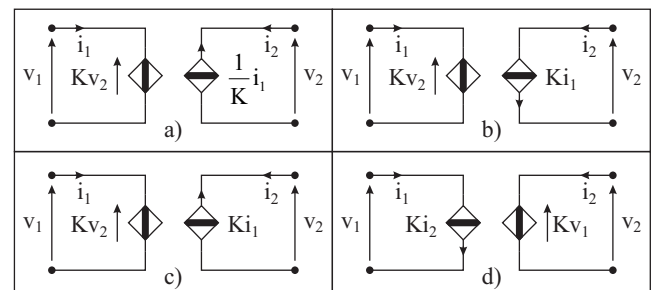 i₁ i₂ i₁ i₂
v₁ Kv₂ 1/K i₁ v₂ v₁ Kv₂ Ki₁ v₂
a) b)
i₁ i₂ i₁ i₂
v₁ Kv₂ Ki₁ v₂ v₁ Ki₂ Kv₁ v₂
c) d)